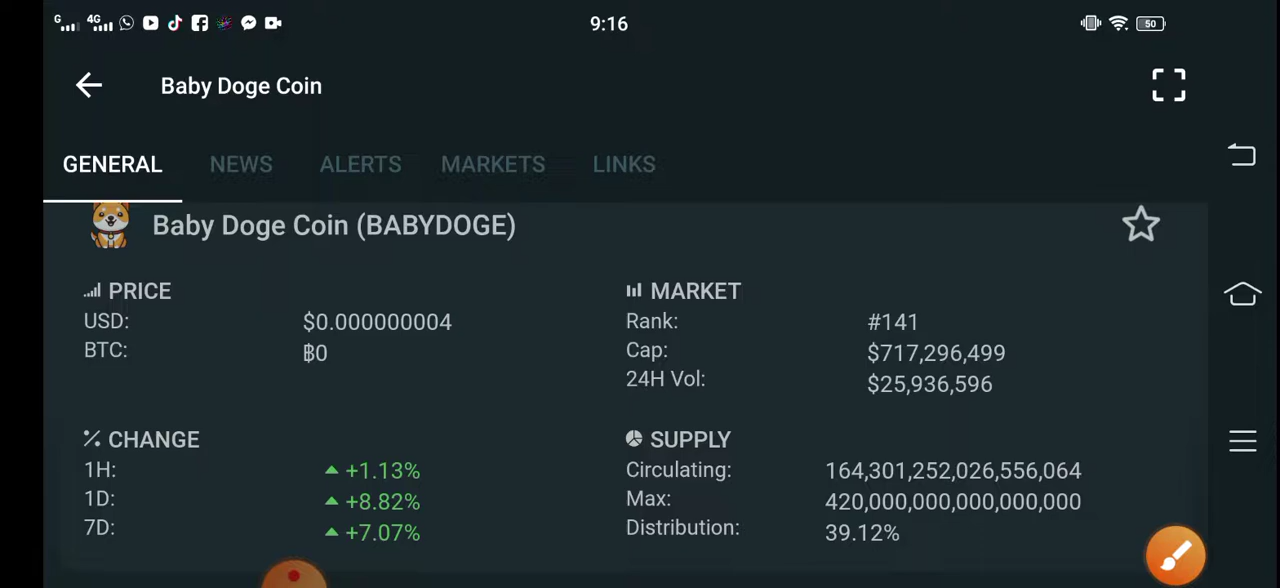 G 4G 9:16 50
Baby Doge Coin
GENERAL NEWS ALERTS MARKETS LINKS
Baby Doge Coin (BABYDOGE)
PRICE
USD: $0.000000004
BTC: ฿0
MARKET
Rank: #141
Cap: $717,296,499
24H Vol: $25,936,596
CHANGE
1H: +1.13%
1D: +8.82%
7D: +7.07%
SUPPLY
Circulating: 164,301,252,026,556,064
Max: 420,000,000,000,000,000
Distribution: 39.12%